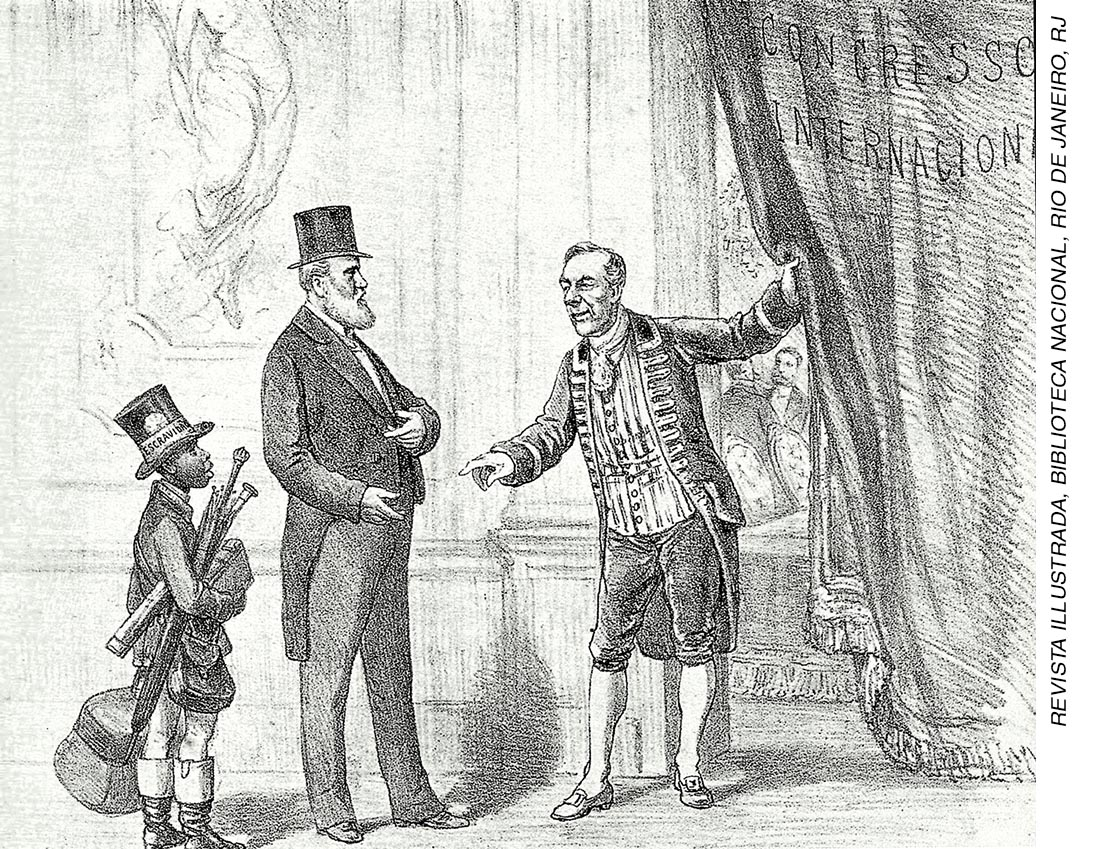 CONGRESSO
INTERNACION
REVISTA ILLUSTRADA, BIBLIOTECA NACIONAL, RIO DE JANEIRO, RJ